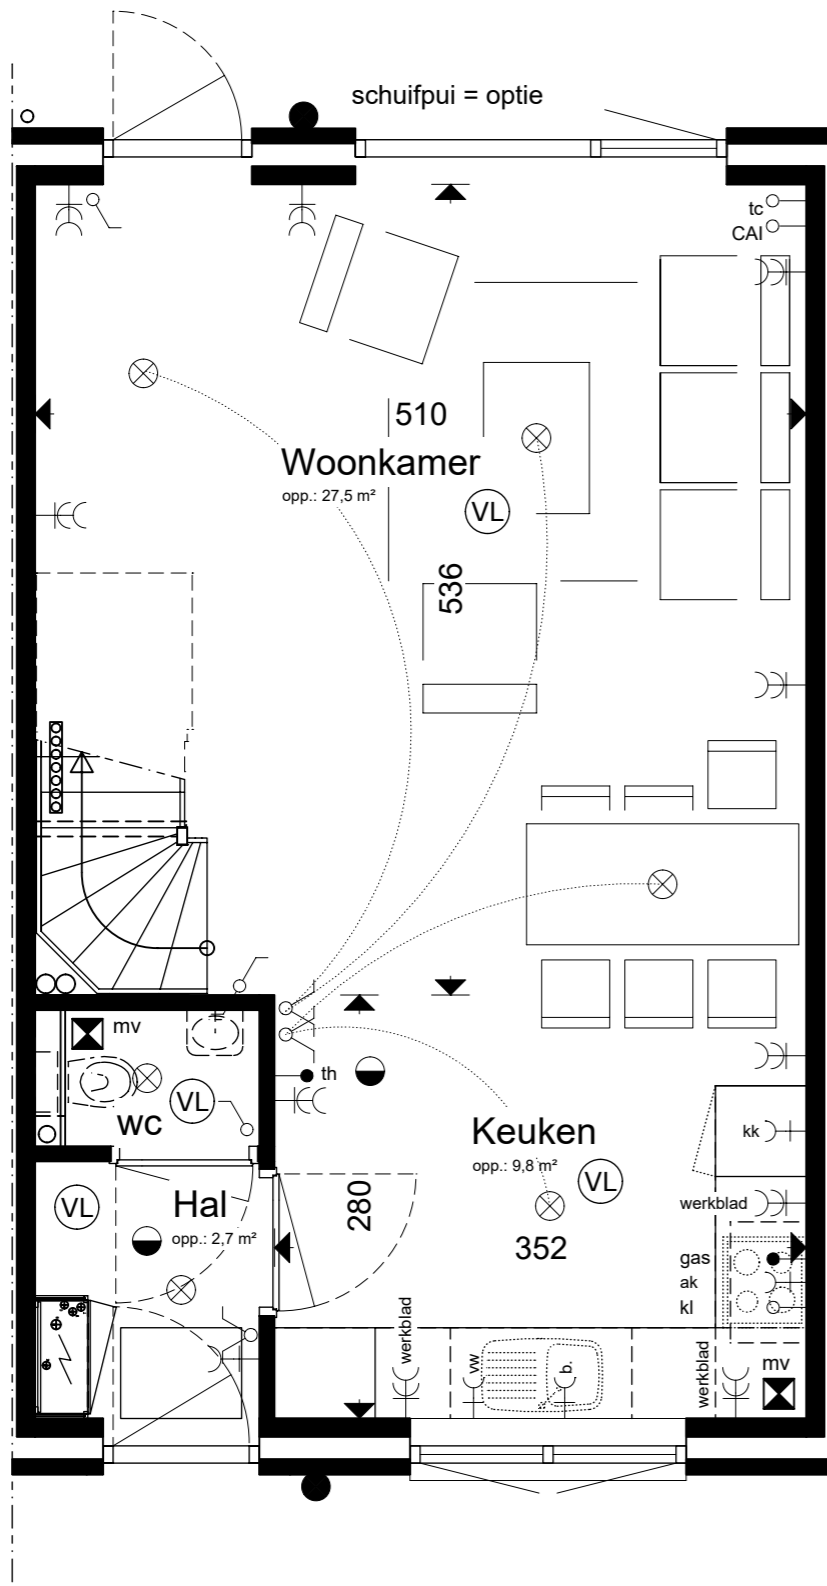 schuifpui = optie
tc
CAI
510
Woonkamer
opp.: 27,5 m²
VL
536
mv
th
WC
VL
Keuken
opp.: 9,8 m²
VL
kk
VL
Hal
opp.: 2,7 m²
280
352
werkblad
gas
ak
kl
werkblad
vw
b.
werkblad
mv